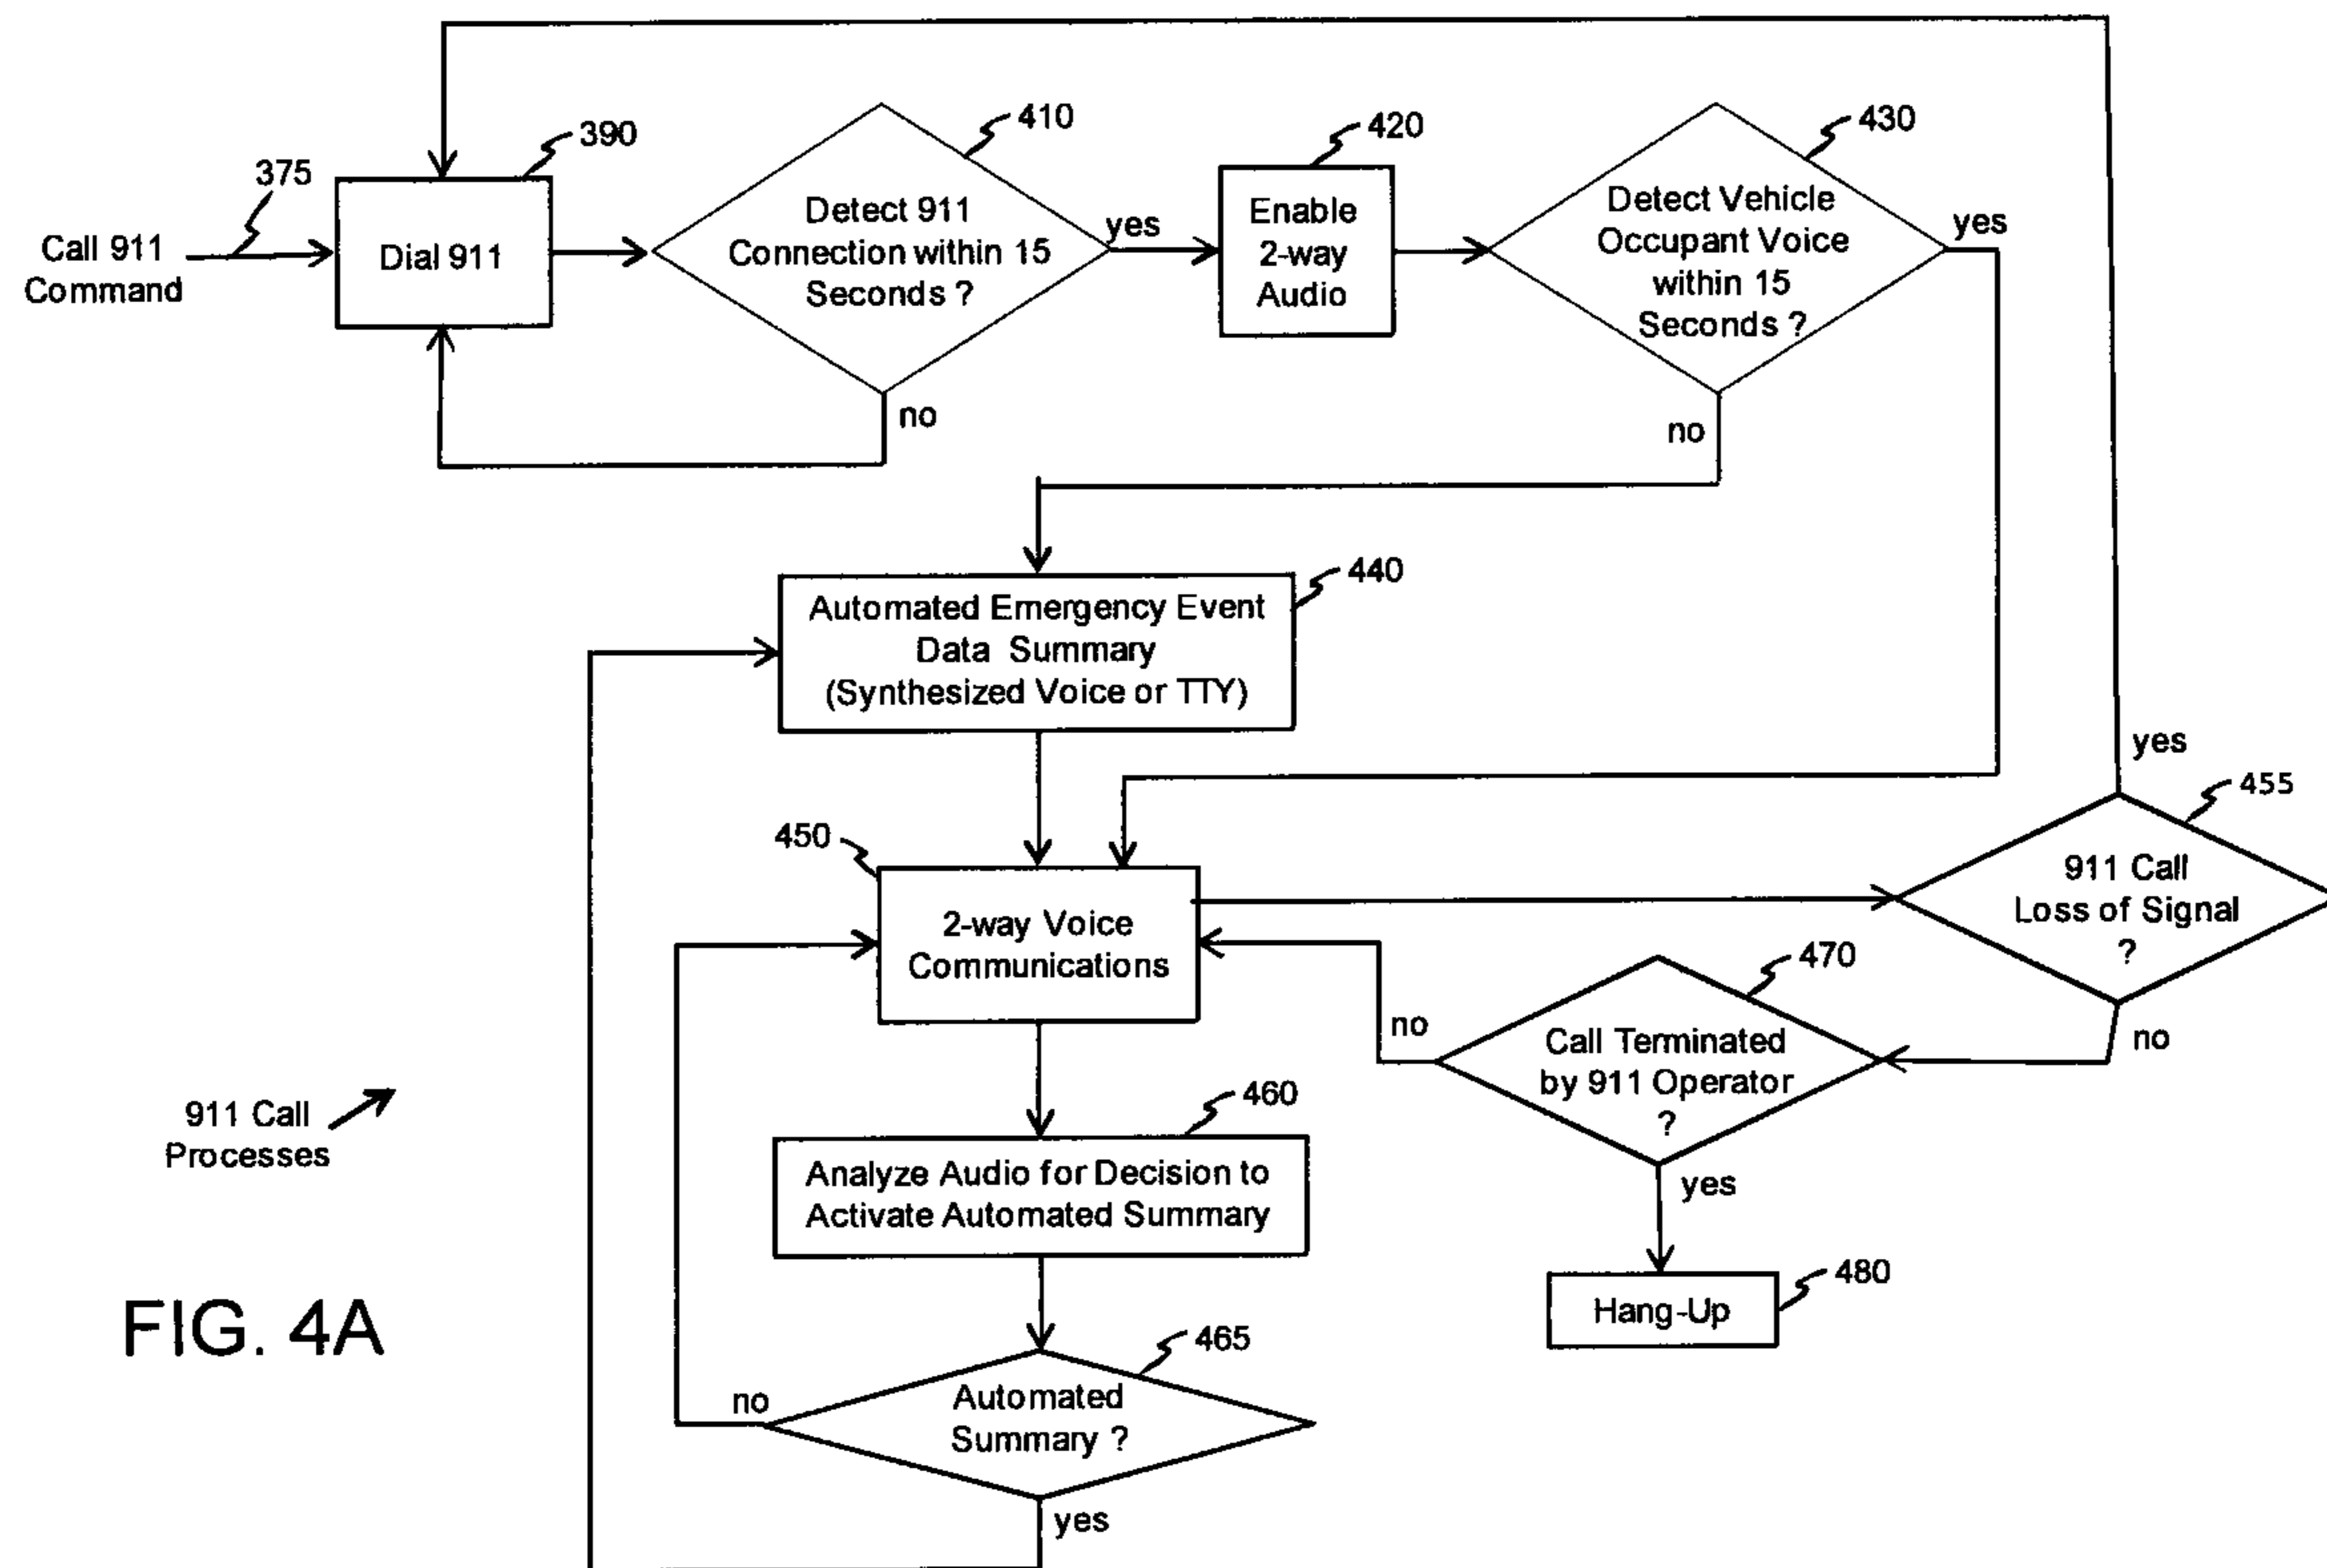 375
Call 911
Command
390
Dial 911
410
Detect 911
Connection within 15
Seconds ?
yes
no
420
Enable
2-way
Audio
430
Detect Vehicle
Occupant Voice
within 15
Seconds ?
yes
no
440
Automated Emergency Event
Data Summary
(Synthesized Voice or TTY)
450
2-way Voice
Communications
yes
455
911 Call
Loss of Signal
?
no
470
Call Terminated
by 911 Operator
?
no
yes
480
Hang-Up
460
Analyze Audio for Decision to
Activate Automated Summary
465
Automated
Summary ?
no
yes
911 Call
Processes
FIG. 4A